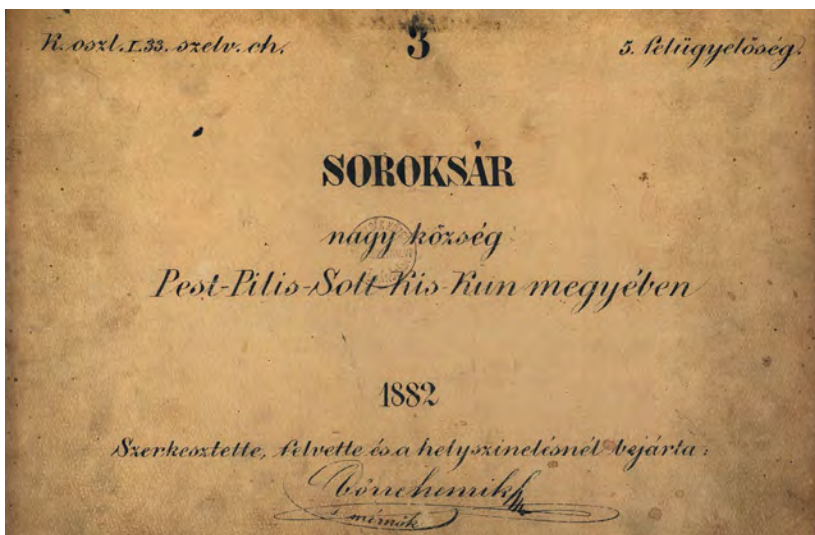 R. oszl. I. 33. szelv. ch.
3
5. felügyelőség.
SOROKSÁR
nagy község
Pest-Pilis-Solt-Kis-Kun megyében
1882
Szerkesztette, felvette és a helyszinelésnél bejárta:
mérnök